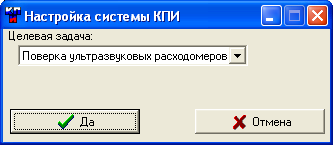 Настройка системы КПИ
Целевая задача:
Поверка ультразвуковых расходомеров
Да
Отмена